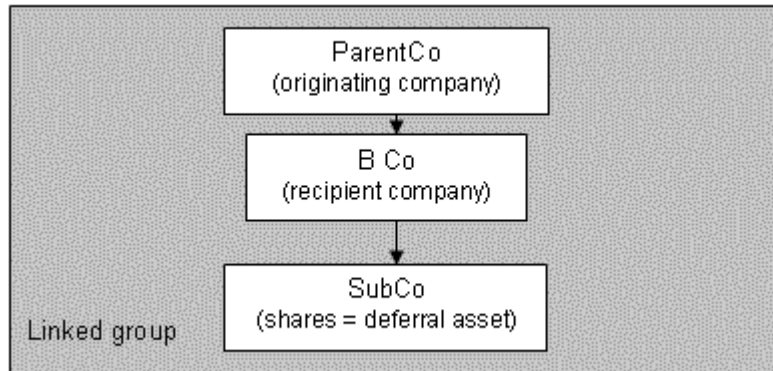 ParentCo
(originating company)
B Co
(recipient company)
SubCo
(shares = deferral asset)
Linked group